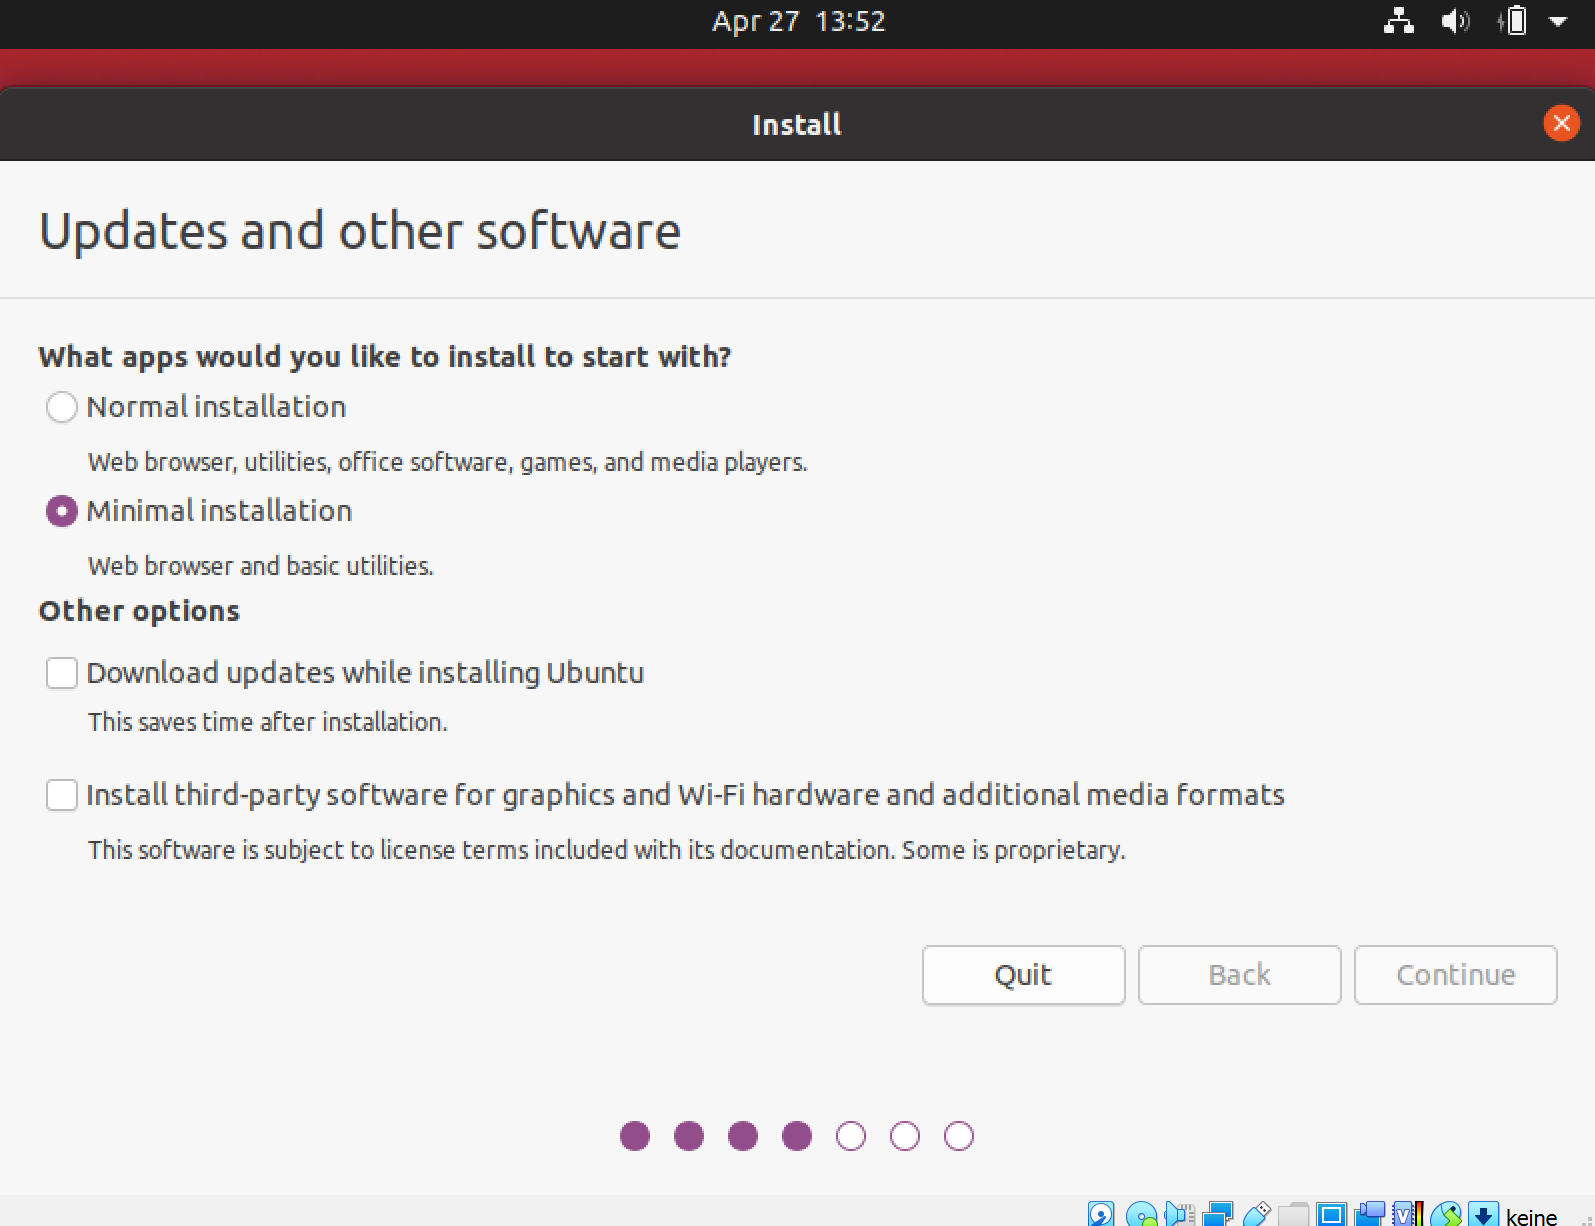 Apr 27 13:52
Install
Updates and other software
What apps would you like to install to start with?
Normal installation
Web browser, utilities, office software, games, and media players.
Minimal installation
Web browser and basic utilities.
Other options
Download updates while installing Ubuntu
This saves time after installation.
Install third-party software for graphics and Wi-Fi hardware and additional media formats
This software is subject to license terms included with its documentation. Some is proprietary.
Quit Back Continue
keine